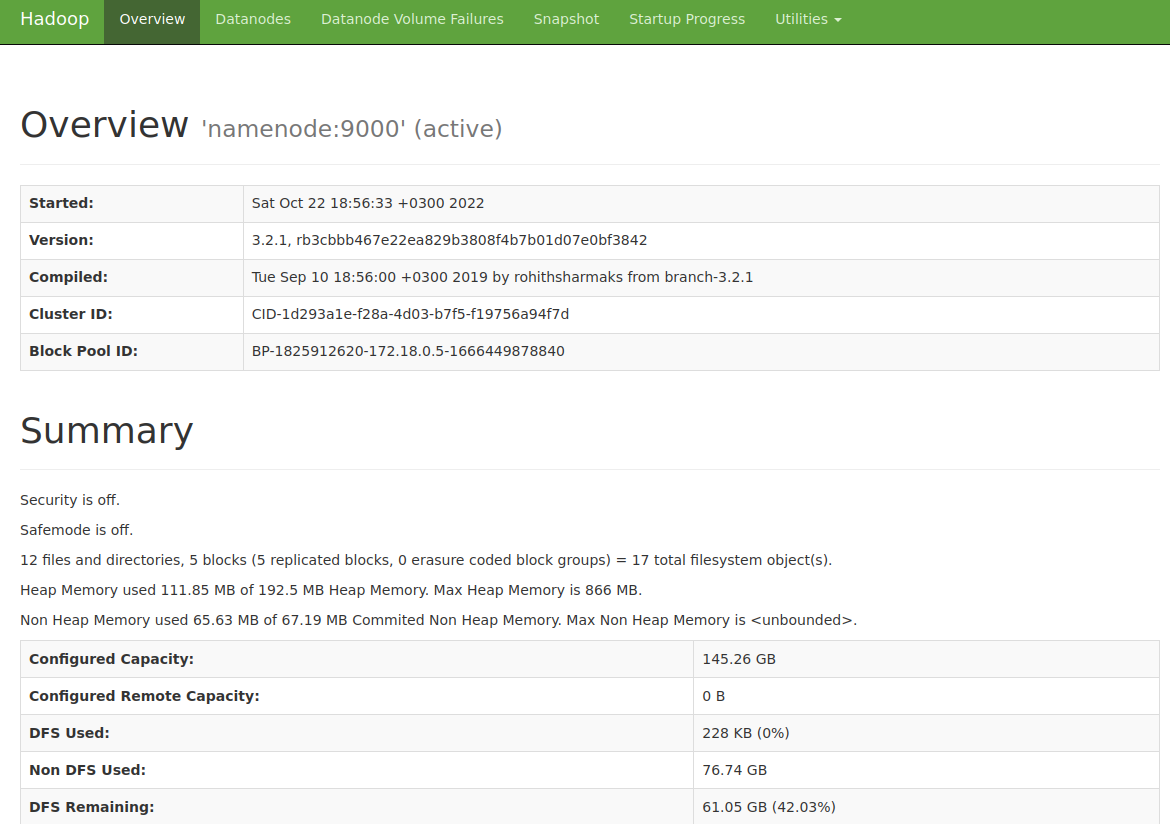 Hadoop Overview Datanodes Datanode Volume Failures Snapshot Startup Progress Utilities
Overview 'namenode:9000' (active)
Started: Sat Oct 22 18:56:33 +0300 2022
Version: 3.2.1, rb3cbbb467e22ea829b3808f4b7b01d07e0bf3842
Compiled: Tue Sep 10 18:56:00 +0300 2019 by rohithsharmaks from branch-3.2.1
Cluster ID: CID-1d293a1e-f28a-4d03-b7f5-f19756a94f7d
Block Pool ID: BP-1825912620-172.18.0.5-1666449878840
Summary
Security is off.
Safemode is off.
12 files and directories, 5 blocks (5 replicated blocks, 0 erasure coded block groups) = 17 total filesystem object(s).
Heap Memory used 111.85 MB of 192.5 MB Heap Memory. Max Heap Memory is 866 MB.
Non Heap Memory used 65.63 MB of 67.19 MB Commited Non Heap Memory. Max Non Heap Memory is <unbounded>.
Configured Capacity: 145.26 GB
Configured Remote Capacity: 0 B
DFS Used: 228 KB (0%)
Non DFS Used: 76.74 GB
DFS Remaining: 61.05 GB (42.03%)